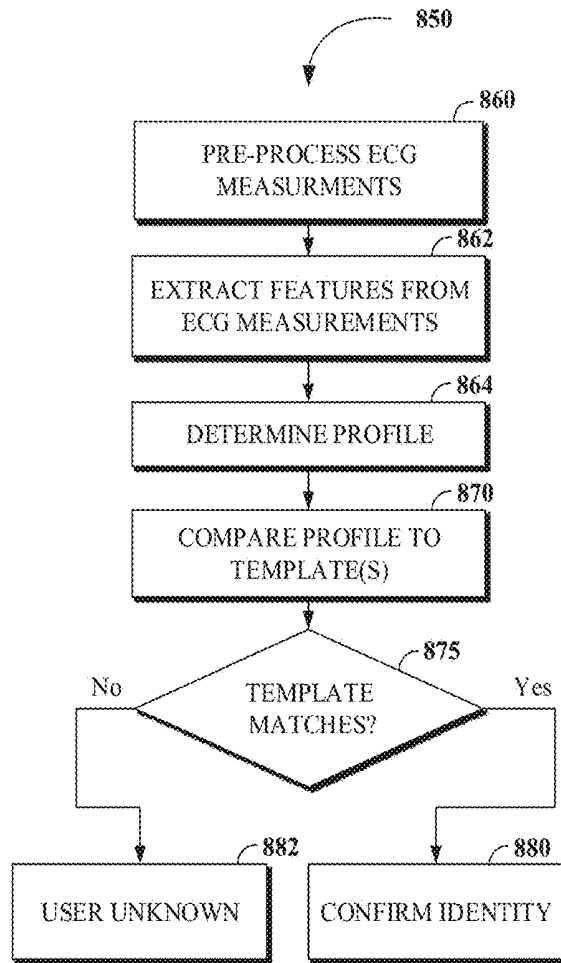 850
860
PRE-PROCESS ECG
MEASURMENTS
862
EXTRACT FEATURES FROM
ECG MEASUREMENTS
864
DETERMINE PROFILE
870
COMPARE PROFILE TO
TEMPLATE(S)
875
No
TEMPLATE
MATCHES?
Yes
882
USER UNKNOWN
880
CONFIRM IDENTITY